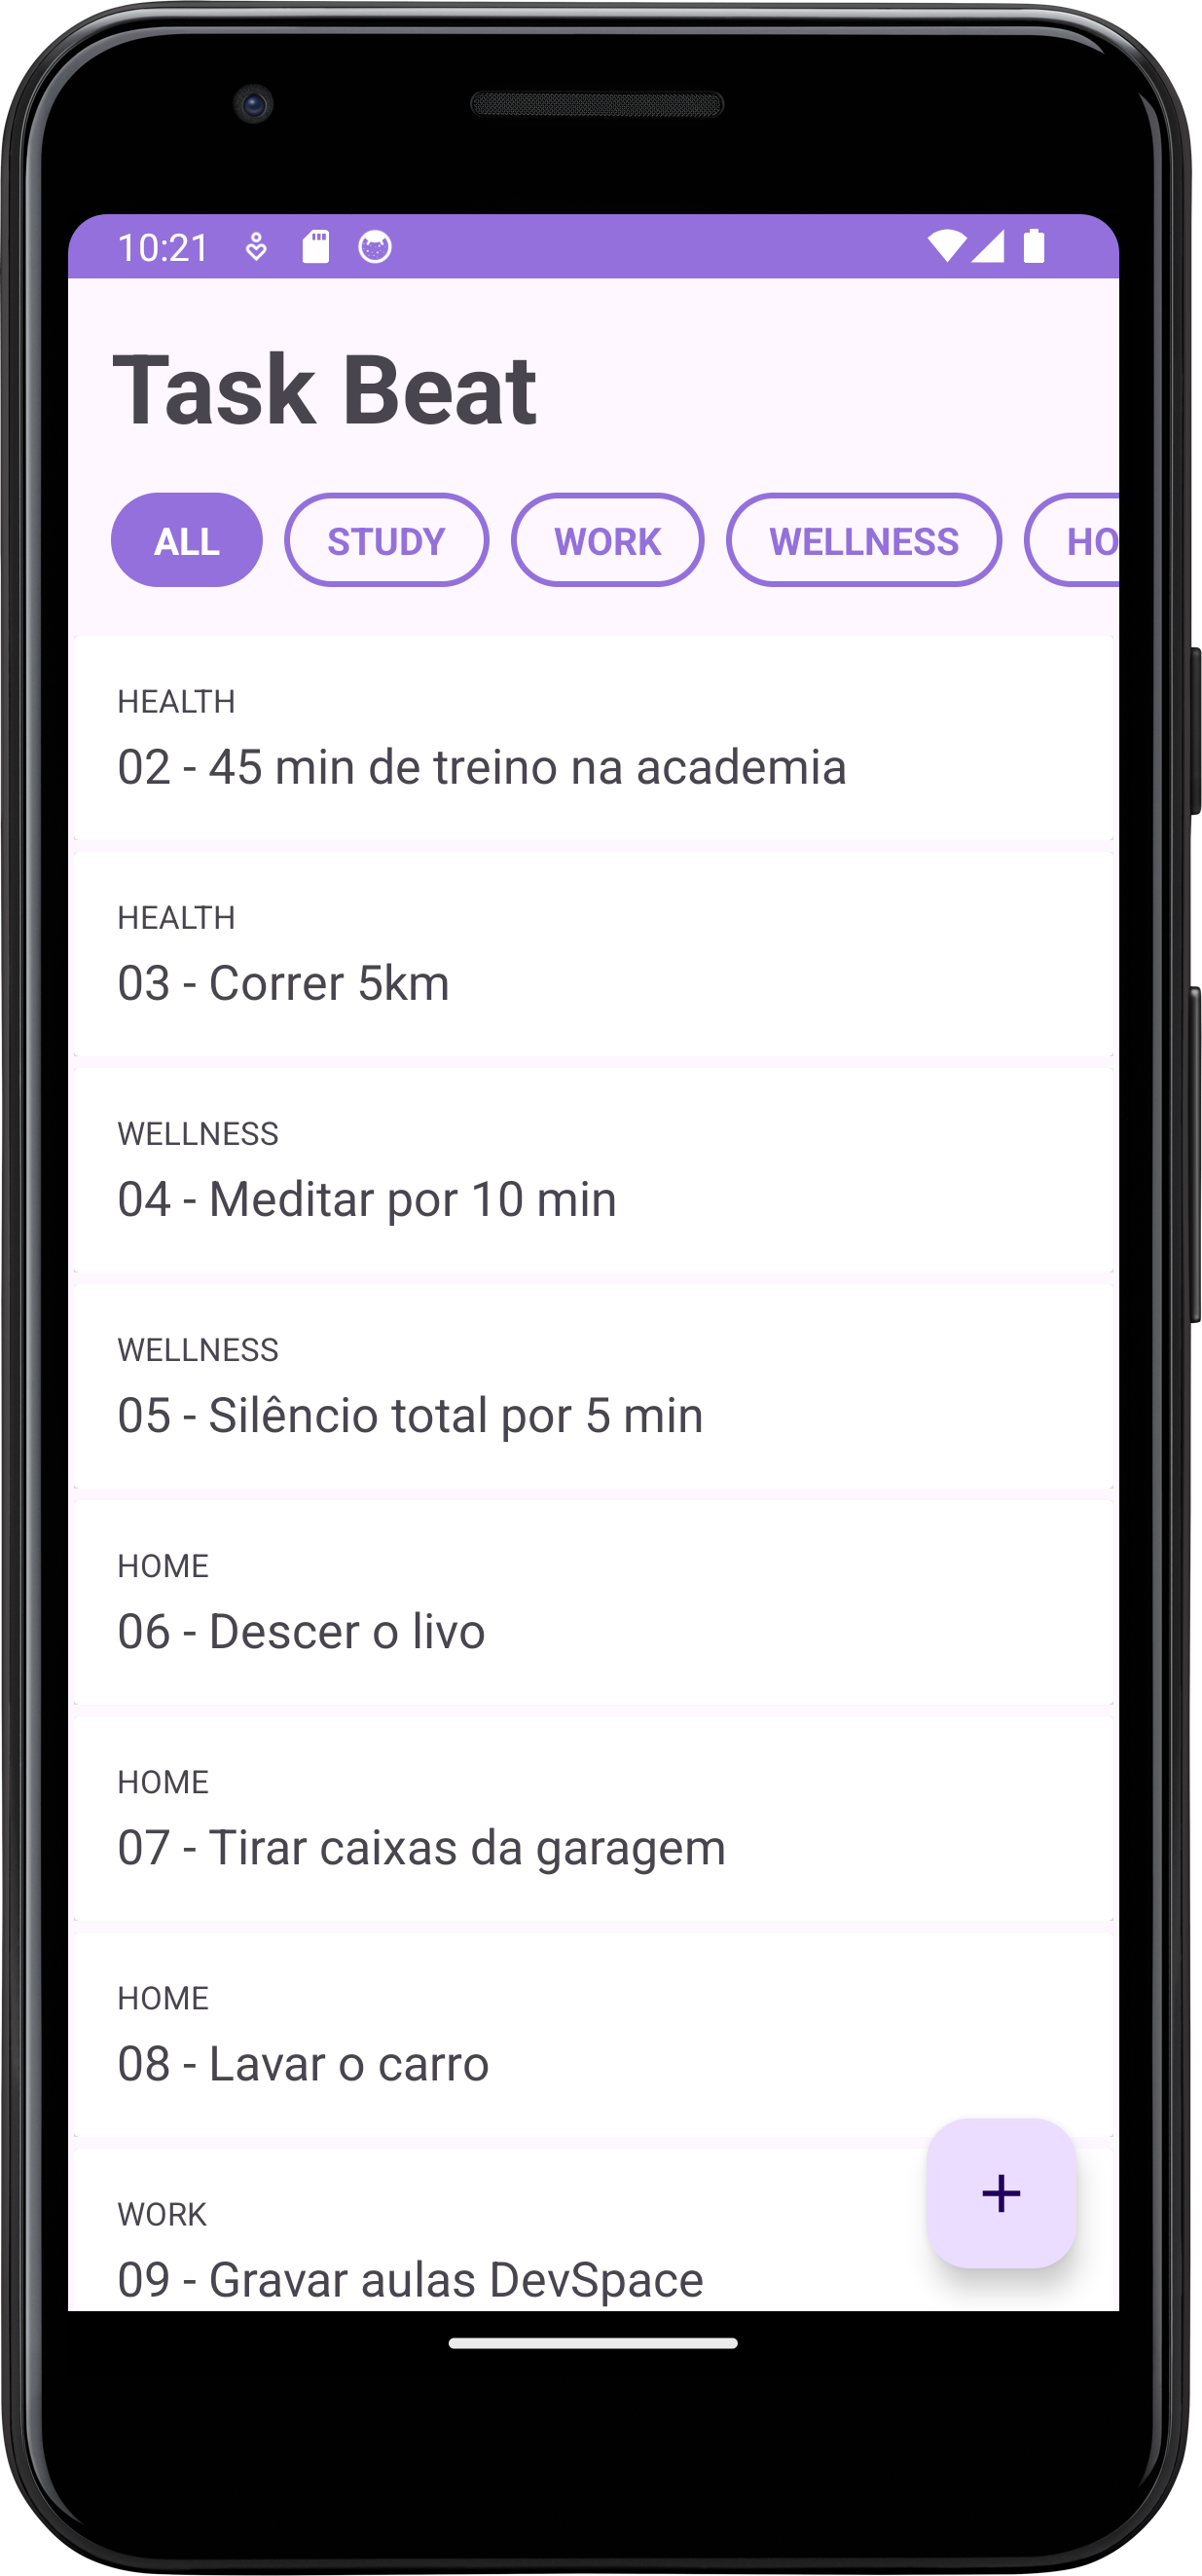 10:21
Task Beat
ALL STUDY WORK WELLNESS HO
HEALTH
02 - 45 min de treino na academia
HEALTH
03 - Correr 5km
WELLNESS
04 - Meditar por 10 min
WELLNESS
05 - Silêncio total por 5 min
HOME
06 - Descer o livo
HOME
07 - Tirar caixas da garagem
HOME
08 - Lavar o carro
WORK
09 - Gravar aulas DevSpace